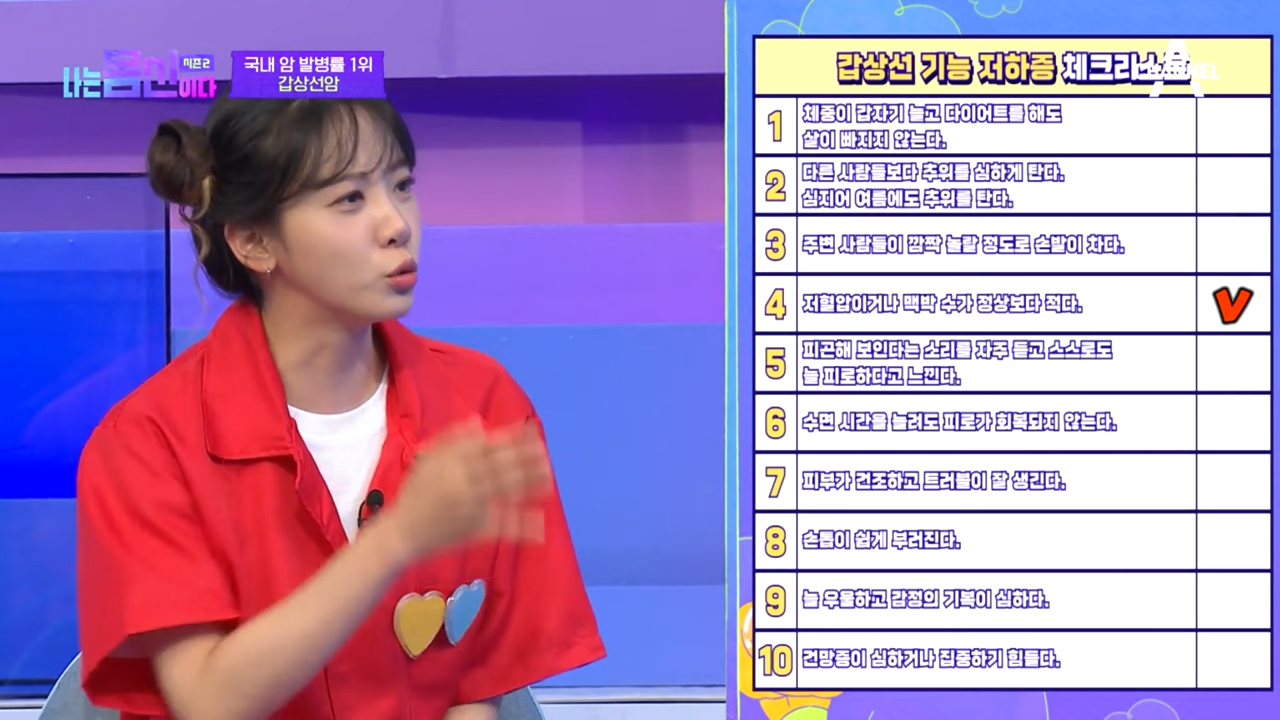 나는몸신이다
시즌2
국내 암 발병률 1위
갑상선암
갑상선 기능 저하증 체크리스트
CHANNEL A
1 체중이 갑자기 늘고 다이어트를 해도
살이 빠지지 않는다.
2 다른 사람들보다 추위를 심하게 탄다.
심지어 여름에도 추위를 탄다.
3 주변 사람들이 깜짝 놀랄 정도로 손발이 차다.
4 저혈압이거나 맥박 수가 정상보다 적다. V
5 피곤해 보인다는 소리를 자주 듣고 스스로도
늘 피로하다고 느낀다.
6 수면 시간을 늘려도 피로가 회복되지 않는다.
7 피부가 건조하고 트러블이 잘 생긴다.
8 손톱이 쉽게 부러진다.
9 늘 우울하고 감정의 기복이 심하다.
10 건망증이 심하거나 집중하기 힘들다.